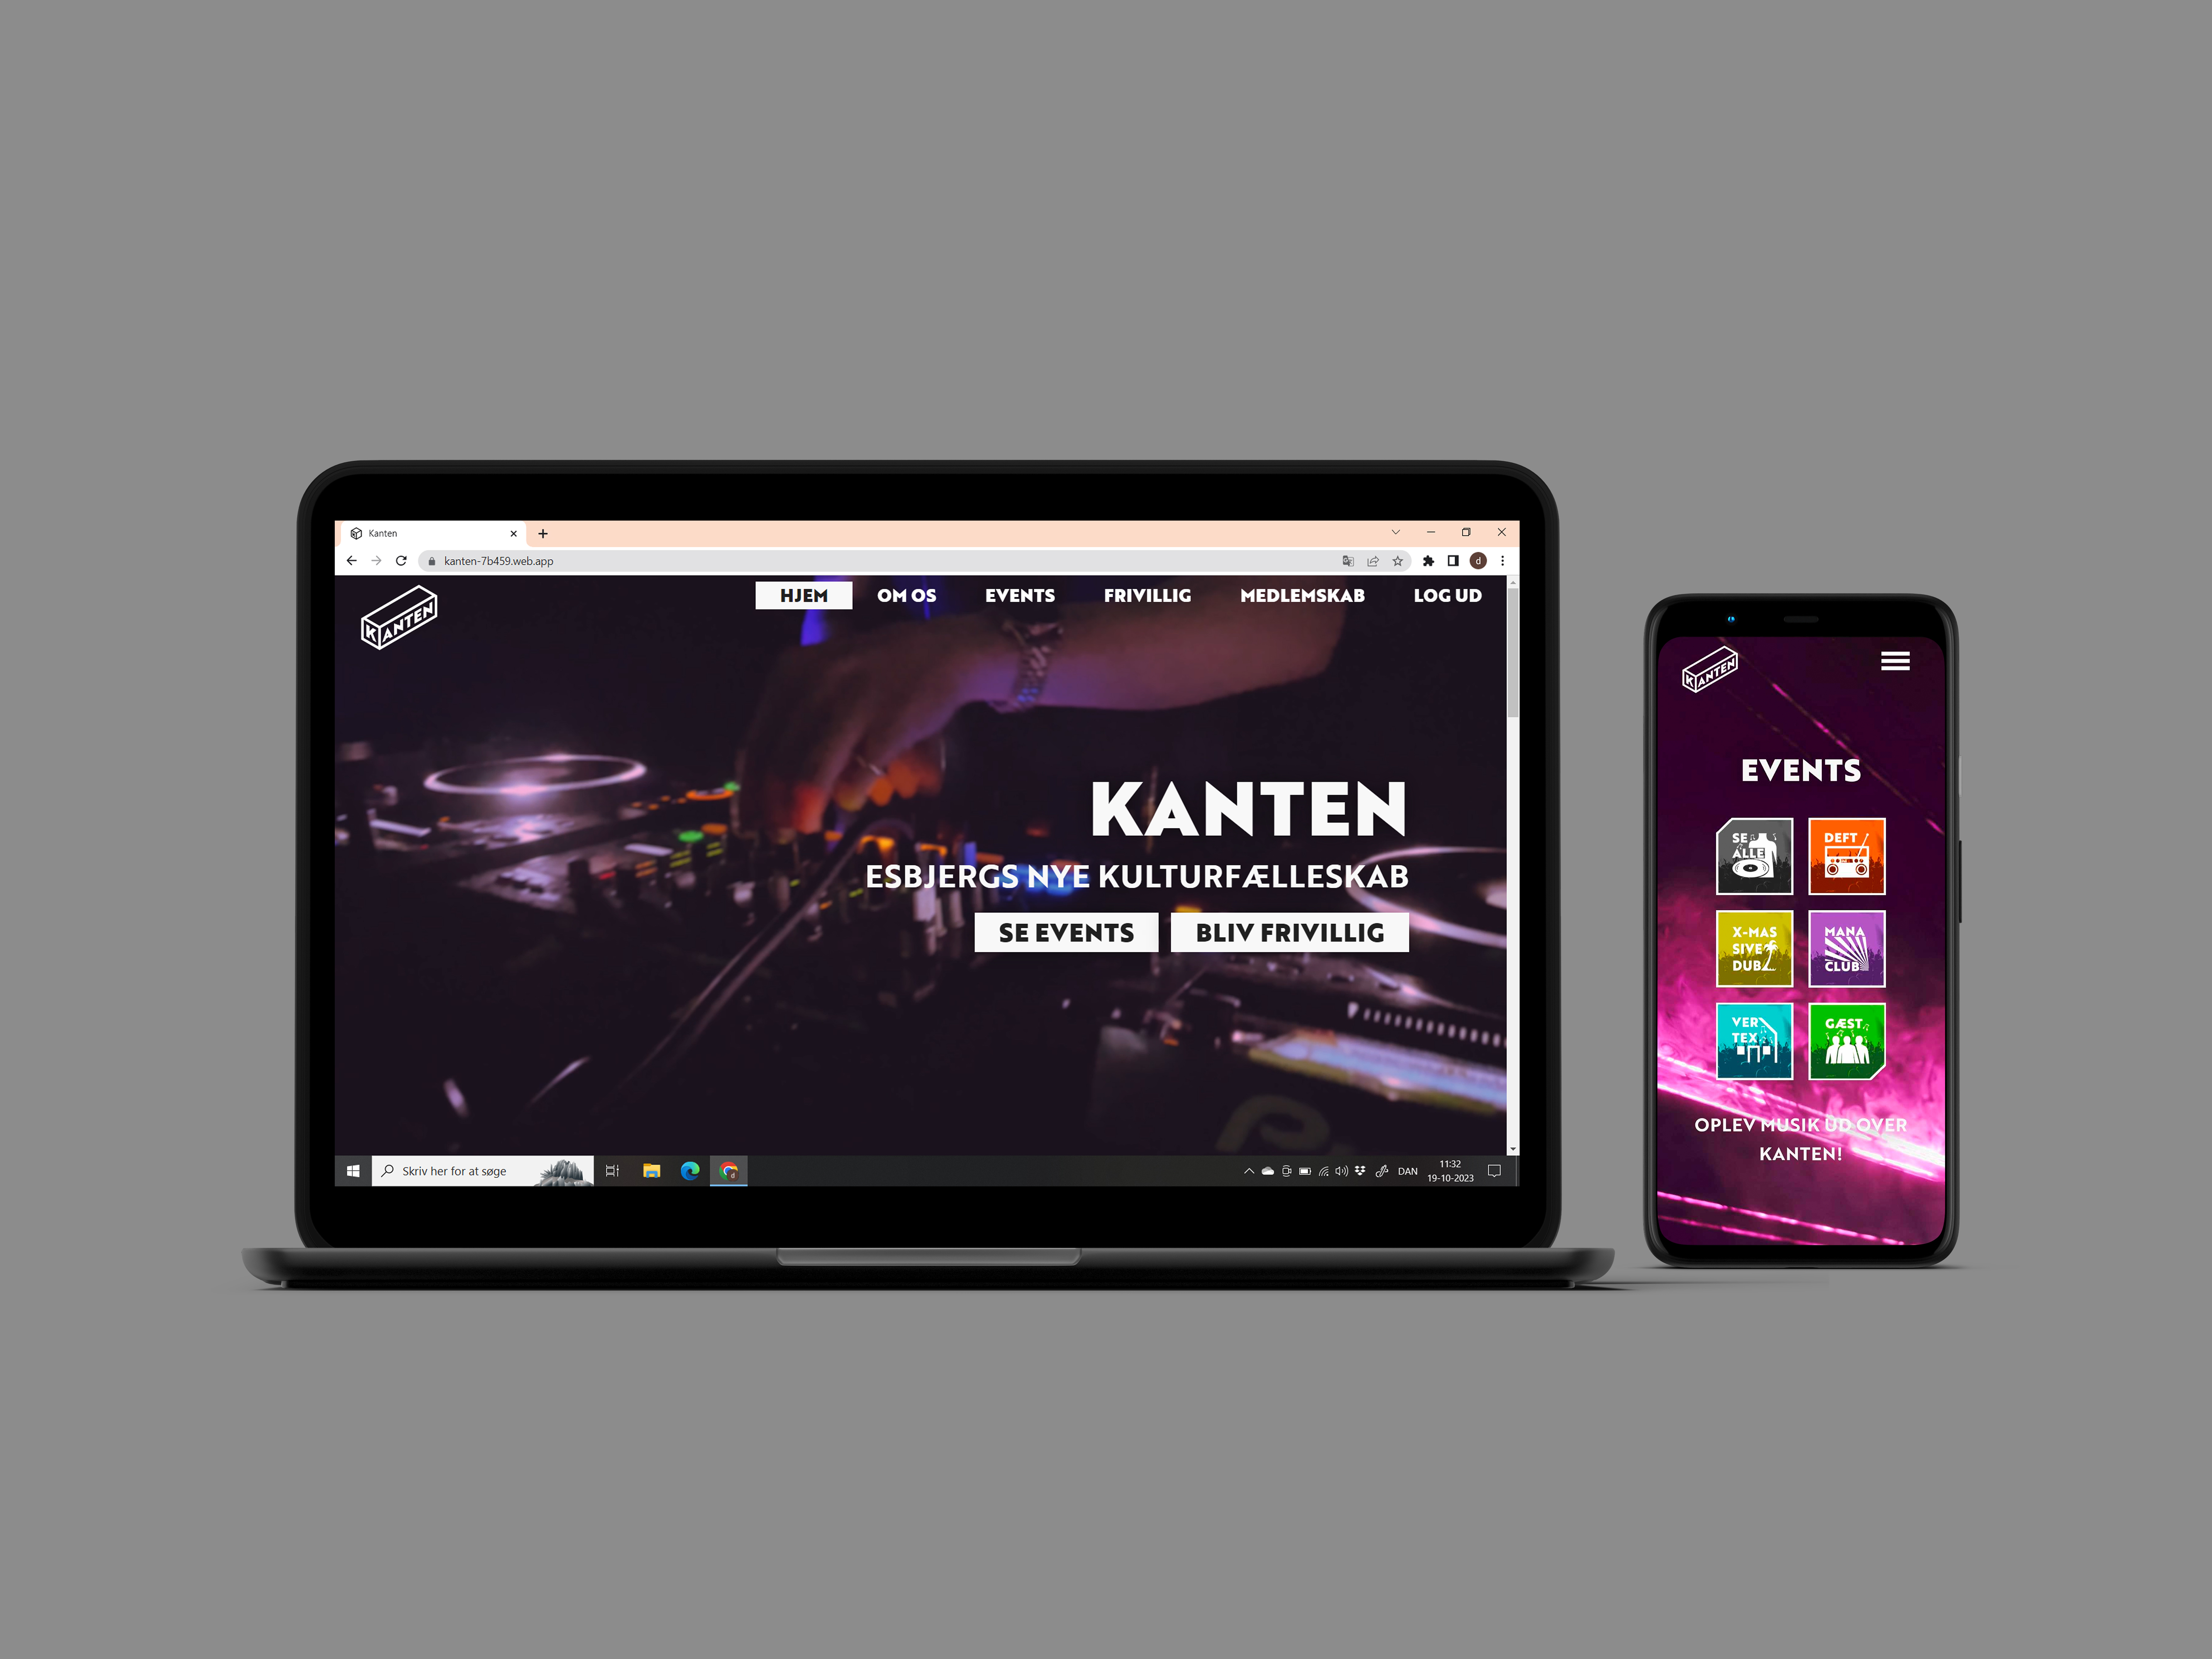 Kanten
kanten-7b459.web.app
d
KANTEN
HJEM
OM OS
EVENTS
FRIVILLIG
MEDLEMSKAB
LOG UD
KANTEN
ESBJERGS NYE KULTURFÆLLESKAB
SE EVENTS
BLIV FRIVILLIG
Skriv her for at søge
d
DAN
11:32
19-10-2023
KANTEN
EVENTS
SE
ALLE
DEFT
X-MAS
SIVE
DUB
MANA
CLUB
VER
TEX
GÆST
OPLEV MUSIK UD OVER
KANTEN!